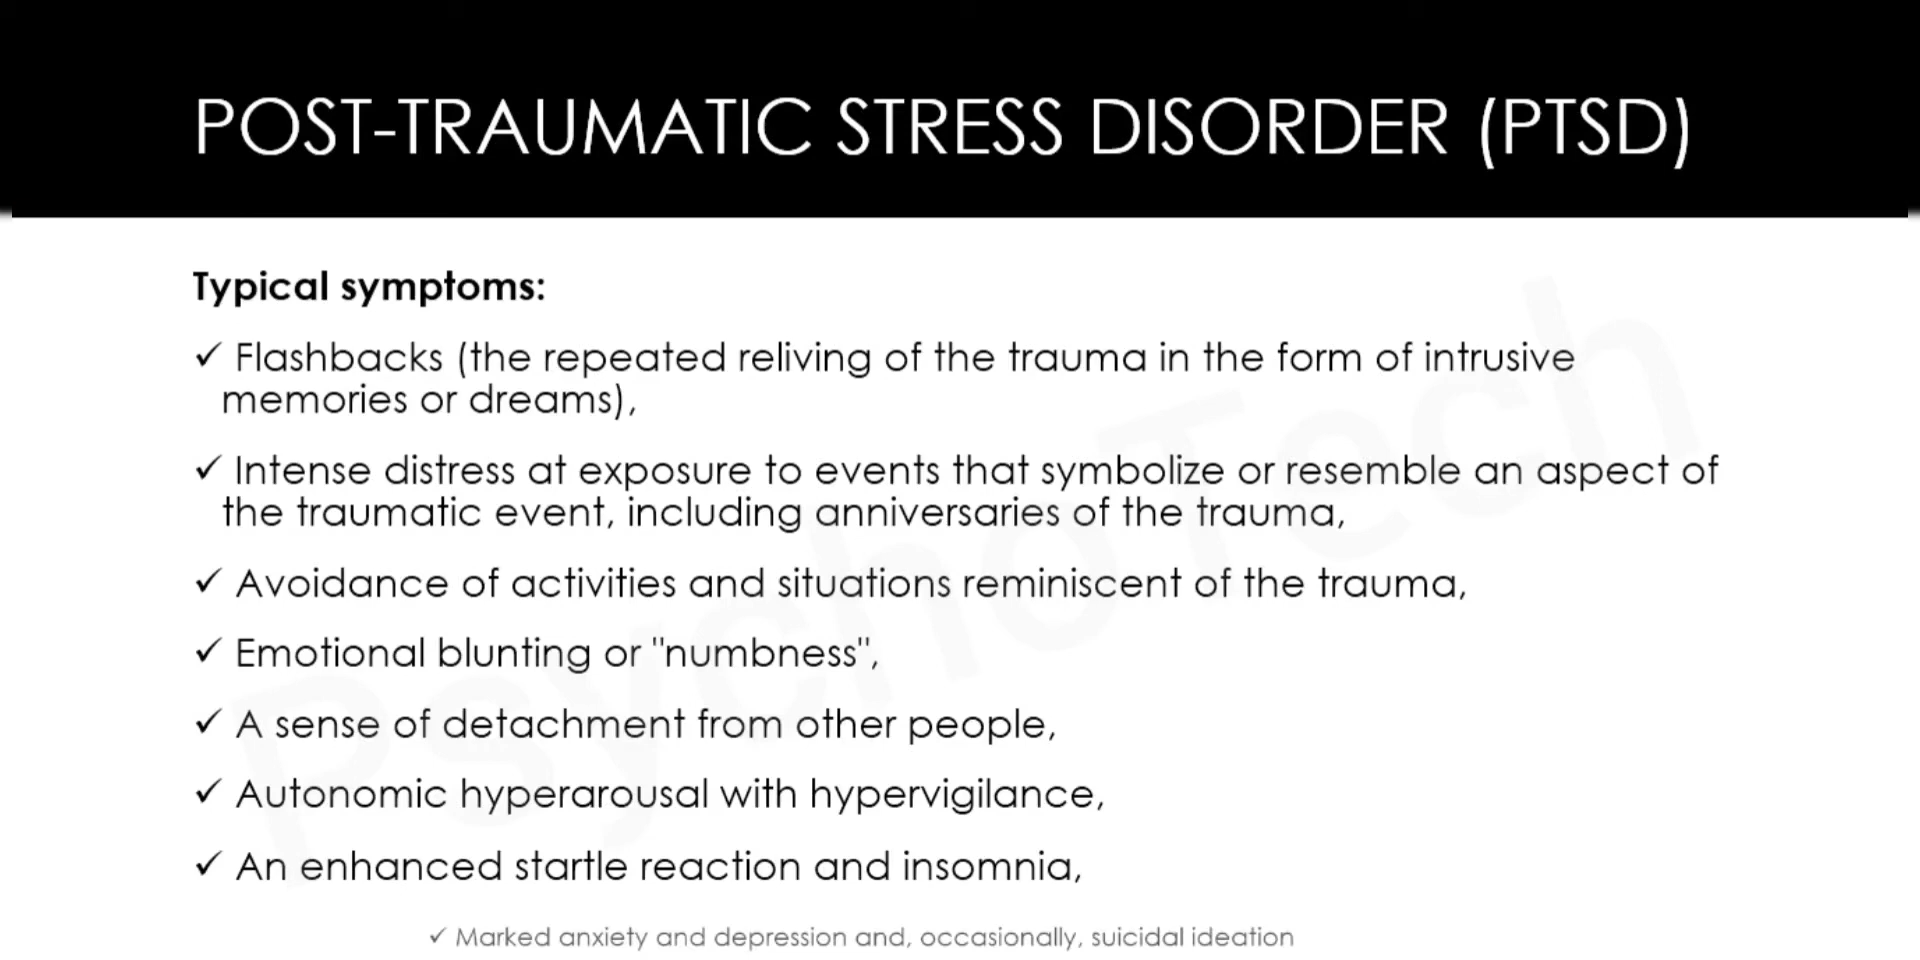 POST-TRAUMATIC STRESS DISORDER (PTSD)
Typical symptoms:
✓ Flashbacks (the repeated reliving of the trauma in the form of intrusive
memories or dreams),
✓ Intense distress at exposure to events that symbolize or resemble an aspect of
the traumatic event, including anniversaries of the trauma,
✓ Avoidance of activities and situations reminiscent of the trauma,
✓ Emotional blunting or "numbness",
✓ A sense of detachment from other people,
✓ Autonomic hyperarousal with hypervigilance,
✓ An enhanced startle reaction and insomnia,
✓ Marked anxiety and depression and, occasionally, suicidal ideation
PsychoTech